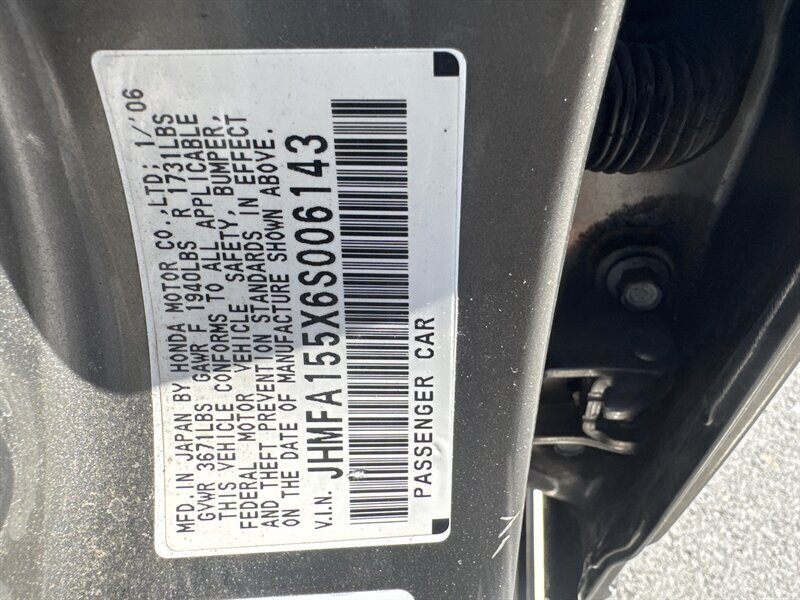 MFD. IN JAPAN BY HONDA MOTOR CO.,LTD; 1/'06
GVWR 3671LBS GAWR F 1940LBS R 1731LBS
THIS VEHICLE CONFORMS TO ALL APPLICABLE
FEDERAL MOTOR VEHICLE SAFETY, BUMPER,
AND THEFT PREVENTION STANDARDS IN EFFECT
ON THE DATE OF MANUFACTURE SHOWN ABOVE.
V.I.N. JHMFA155X6S006143
PASSENGER CAR